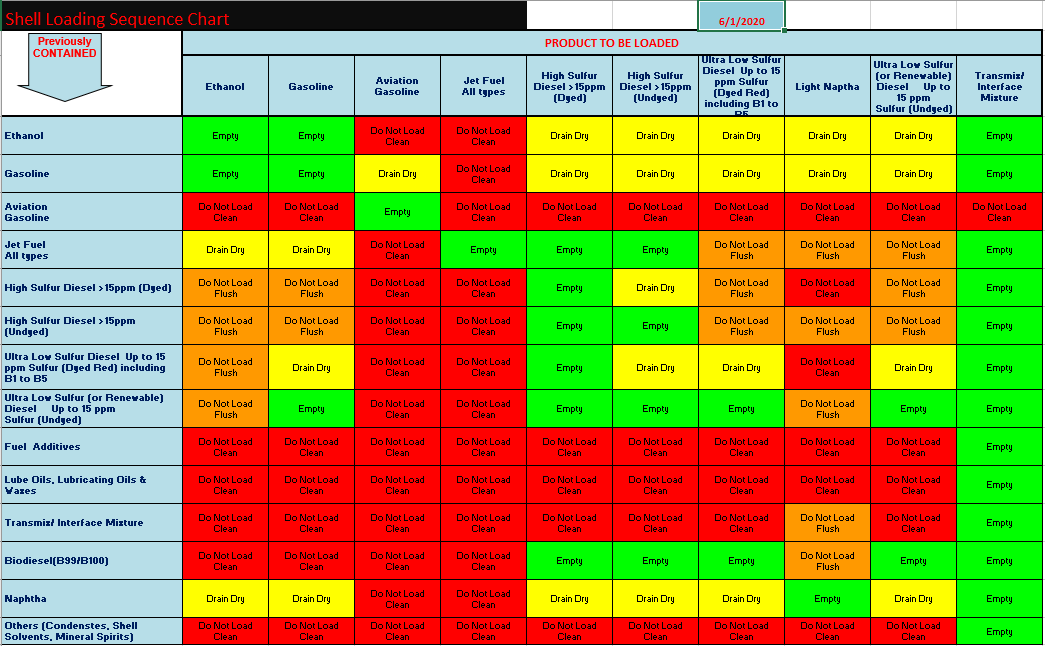 Shell Loading Sequence Chart 6/1/2020
Previously
CONTAINED
PRODUCT TO BE LOADED
Ethanol
Gasoline
Aviation
Gasoline
Jet Fuel
All types
High Sulfur
Diesel >15ppm
(Dyed)
High Sulfur
Diesel >15ppm
(Undyed)
Ultra Low Sulfur
Diesel Up to 15
ppm Sulfur
(Dyed Red)
including B1 to
Light Naptha
Ultra Low Sulfur
(or Renewable)
Diesel Up to
15 ppm
Sulfur (Undyed)
Transmix/
Interface
Mixture
Ethanol Empty Empty Do Not Load Clean Do Not Load Clean Drain Dry Drain Dry Drain Dry Drain Dry Drain Dry Empty
Gasoline Empty Empty Drain Dry Do Not Load Clean Drain Dry Drain Dry Drain Dry Drain Dry Drain Dry Empty
Aviation Gasoline Do Not Load Clean Do Not Load Clean Empty Do Not Load Clean Do Not Load Clean Do Not Load Clean Do Not Load Clean Do Not Load Clean Do Not Load Clean Do Not Load Clean
Jet Fuel All types Drain Dry Drain Dry Do Not Load Clean Empty Empty Empty Do Not Load Flush Do Not Load Flush Do Not Load Flush Empty
High Sulfur Diesel >15ppm (Dyed) Do Not Load Flush Do Not Load Flush Do Not Load Clean Do Not Load Clean Empty Drain Dry Do Not Load Flush Do Not Load Clean Do Not Load Flush Empty
High Sulfur Diesel >15ppm (Undyed) Do Not Load Flush Do Not Load Flush Do Not Load Clean Do Not Load Clean Empty Empty Do Not Load Flush Do Not Load Flush Do Not Load Flush Empty
Ultra Low Sulfur Diesel Up to 15 ppm Sulfur (Dyed Red) including B1 to B5 Do Not Load Flush Drain Dry Do Not Load Clean Do Not Load Clean Empty Drain Dry Drain Dry Do Not Load Clean Drain Dry Empty
Ultra Low Sulfur (or Renewable) Diesel Up to 15 ppm Sulfur (Undyed) Do Not Load Flush Empty Do Not Load Clean Do Not Load Clean Empty Empty Empty Do Not Load Flush Empty Empty
Fuel Additives Do Not Load Clean Do Not Load Clean Do Not Load Clean Do Not Load Clean Do Not Load Clean Do Not Load Clean Do Not Load Clean Do Not Load Clean Do Not Load Clean Empty
Lube Oils, Lubricating Oils & Waxes Do Not Load Clean Do Not Load Clean Do Not Load Clean Do Not Load Clean Do Not Load Clean Do Not Load Clean Do Not Load Clean Do Not Load Clean Do Not Load Clean Empty
Transmix/ Interface Mixture Do Not Load Clean Do Not Load Clean Do Not Load Clean Do Not Load Clean Do Not Load Clean Do Not Load Clean Do Not Load Clean Do Not Load Flush Do Not Load Clean Empty
Biodiesel(B99/B100) Do Not Load Clean Do Not Load Clean Do Not Load Clean Do Not Load Clean Empty Empty Empty Do Not Load Flush Empty Empty
Naphtha Drain Dry Drain Dry Do Not Load Clean Do Not Load Clean Drain Dry Drain Dry Drain Dry Empty Drain Dry Empty
Others (Condenstes, Shell Solvents, Mineral Spirits) Do Not Load Clean Do Not Load Clean Do Not Load Clean Do Not Load Clean Do Not Load Clean Do Not Load Clean Do Not Load Clean Do Not Load Clean Do Not Load Clean Empty